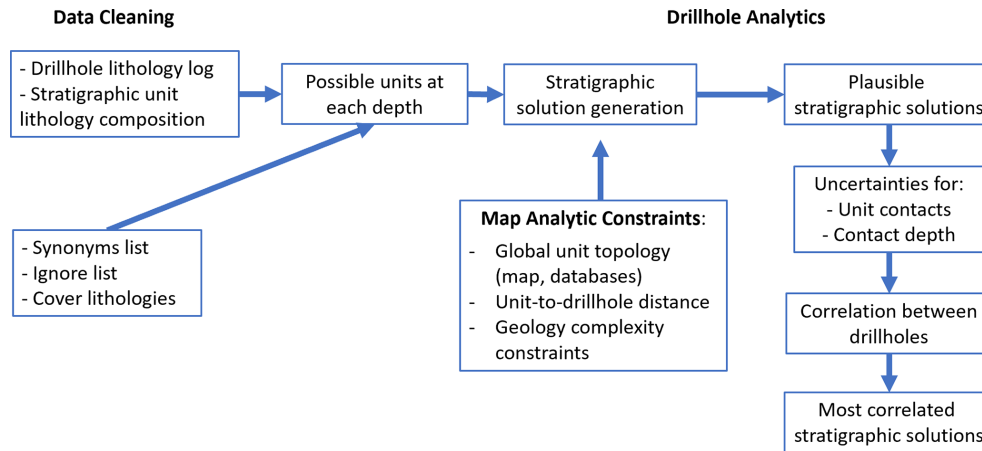 Data Cleaning
Drillhole Analytics
- Drillhole lithology log
- Stratigraphic unit
lithology composition
Possible units at
each depth
Stratigraphic
solution generation
Plausible
stratigraphic solutions
- Synonyms list
- Ignore list
- Cover lithologies
Map Analytic Constraints:
- Global unit topology
(map, databases)
- Unit-to-drillhole distance
- Geology complexity
constraints
Uncertainties for:
- Unit contacts
- Contact depth
Correlation between
drillholes
Most correlated
stratigraphic solutions